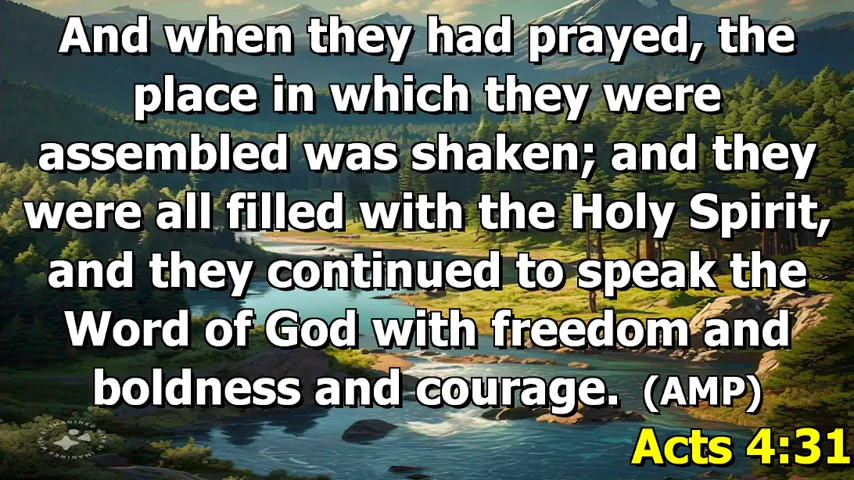 And when they had prayed, the
place in which they were
assembled was shaken; and they
were all filled with the Holy Spirit,
and they continued to speak the
Word of God with freedom and
boldness and courage. (AMP)
Acts 4:31